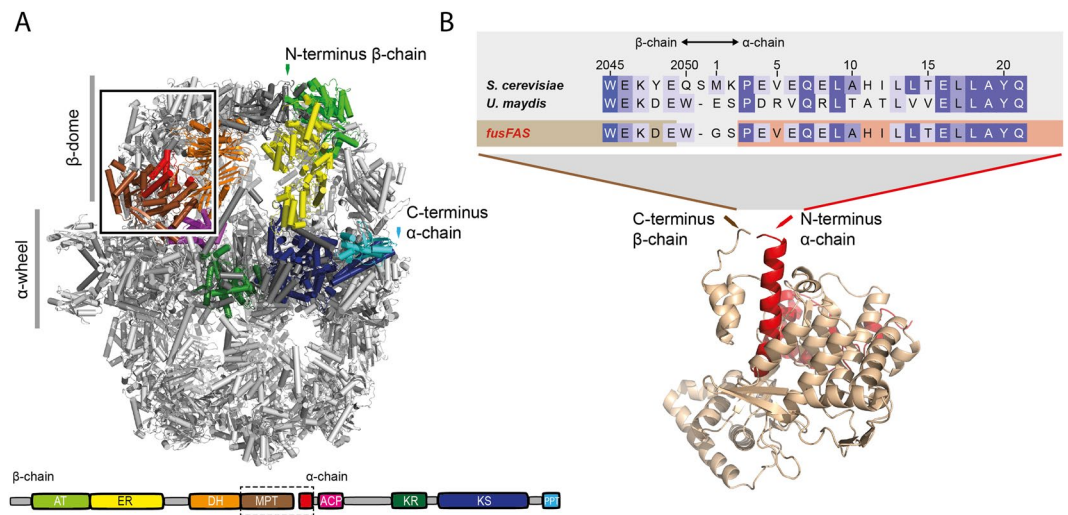 A
N-terminus β-chain
β-dome
α-wheel
C-terminus
α-chain
β-chain
α-chain
AT ER DH MPT ACP KR KS PPT
B
β-chain α-chain
2045 2050 1 5 10 15 20
S. cerevisiae W E K Y E Q S M K P E V E Q E L A H I L L T E L L A Y Q
U. maydis W E K D E W - E S P D R V Q R L T A T L V V E L L A Y Q
fusFAS W E K D E W - G S P E V E Q E L A H I L L T E L L A Y Q
C-terminus
β-chain
N-terminus
α-chain